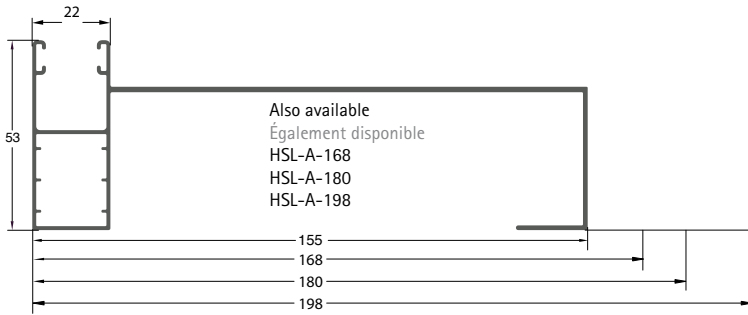 22
53
Also available
Également disponible
HSL-A-168
HSL-A-180
HSL-A-198
155
168
180
198